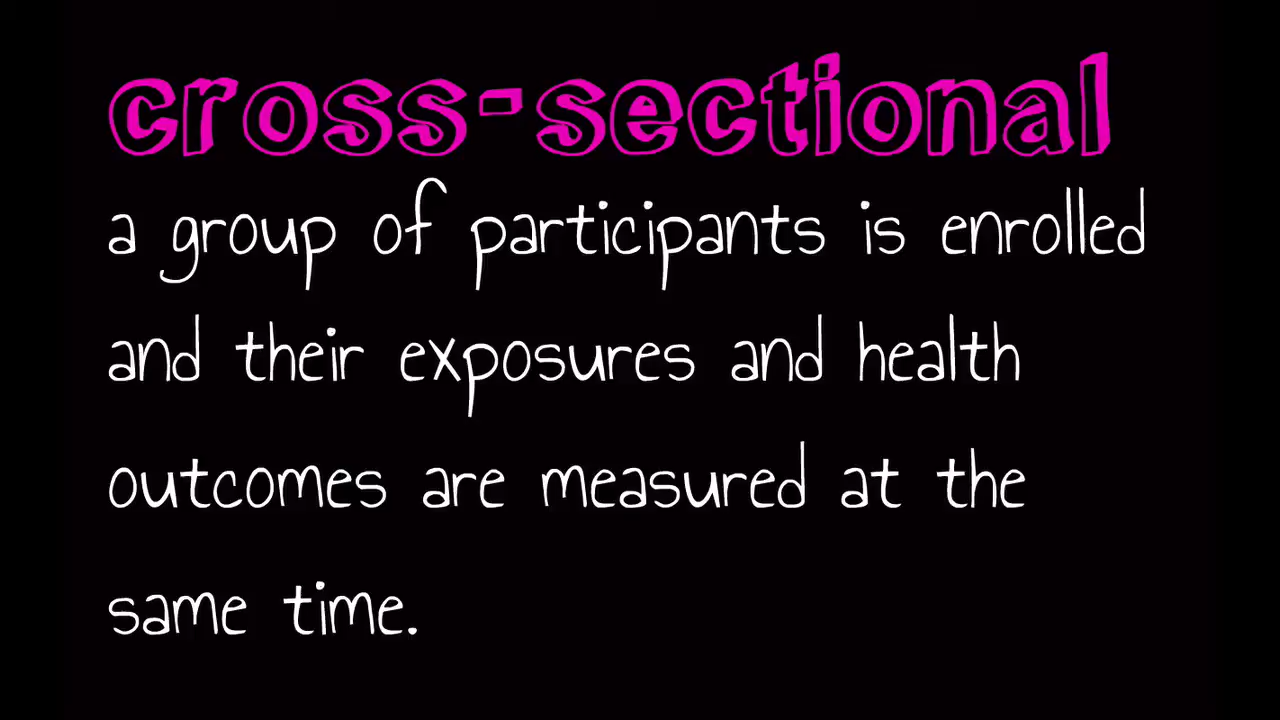 cross-sectional
a group of participants is enrolled
and their exposures and health
outcomes are measured at the
same time.